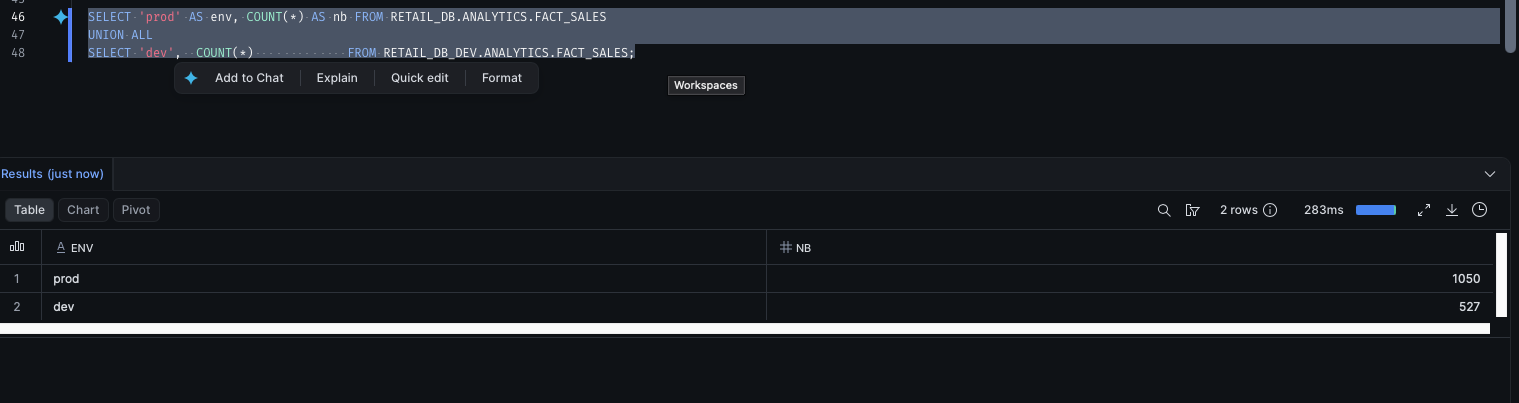 46 SELECT 'prod' AS env, COUNT(*) AS nb FROM RETAIL_DB.ANALYTICS.FACT_SALES
47 UNION ALL
48 SELECT 'dev',  COUNT(*)             FROM RETAIL_DB_DEV.ANALYTICS.FACT_SALES;
Add to Chat Explain Quick edit Format
Workspaces
Results (just now)
Table Chart Pivot 2 rows 283ms
A ENV # NB
1 prod 1050
2 dev 527